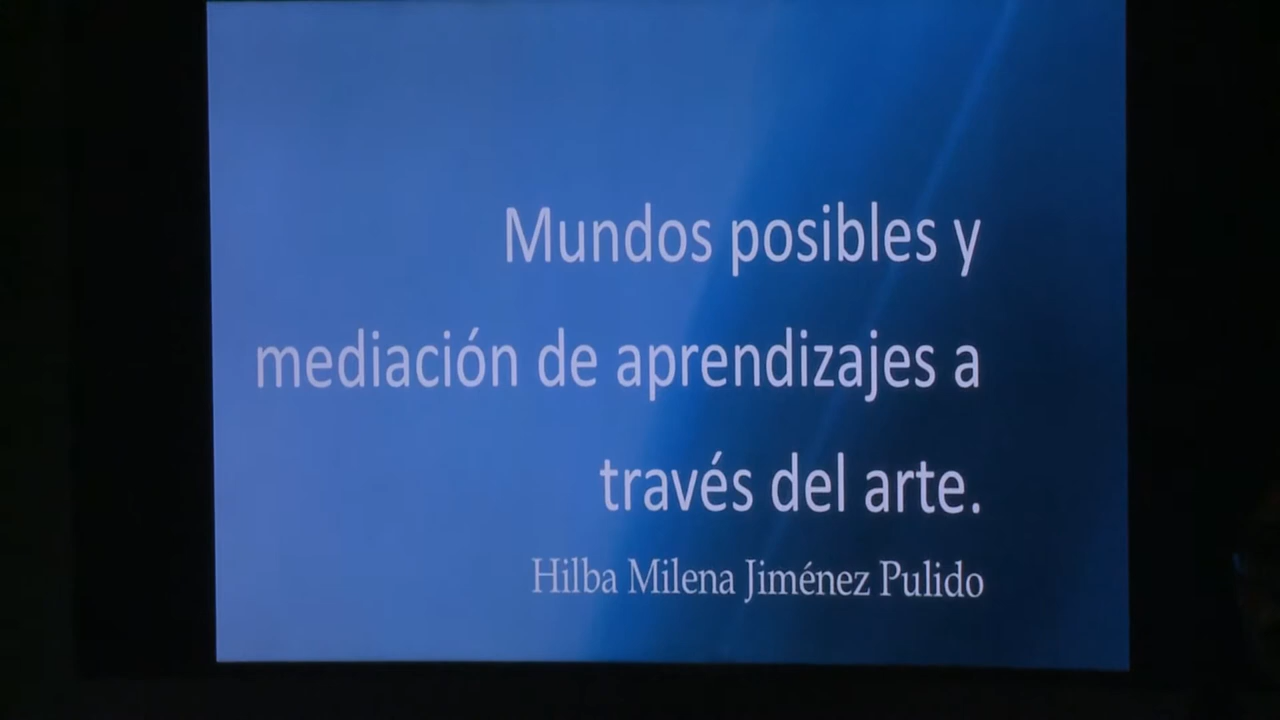 Mundos posibles y
mediación de aprendizajes a
través del arte.
Hilba Milena Jiménez Pulido